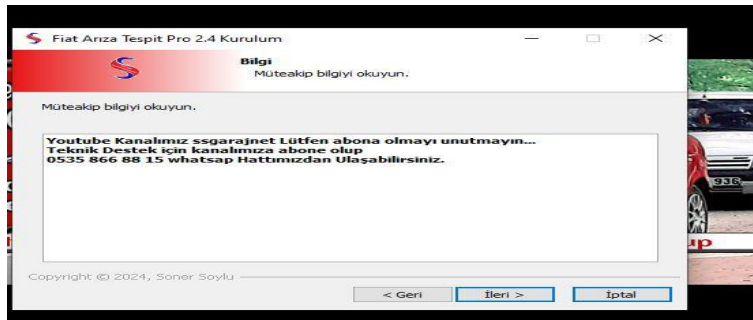 Fiat Arıza Tespit Pro 2.4 Kurulum
Bilgi
Müteakip bilgiyi okuyun.
Müteakip bilgiyi okuyun.
Youtube Kanalımız ssgarajnet Lütfen abona olmayı unutmayın...
Teknik Destek için kanalımıza abone olup
0535 866 88 15 whatsap Hattımızdan Ulaşabilirsiniz.
936
up
Copyright © 2024, Soner Soylu
< Geri
İleri >
İptal